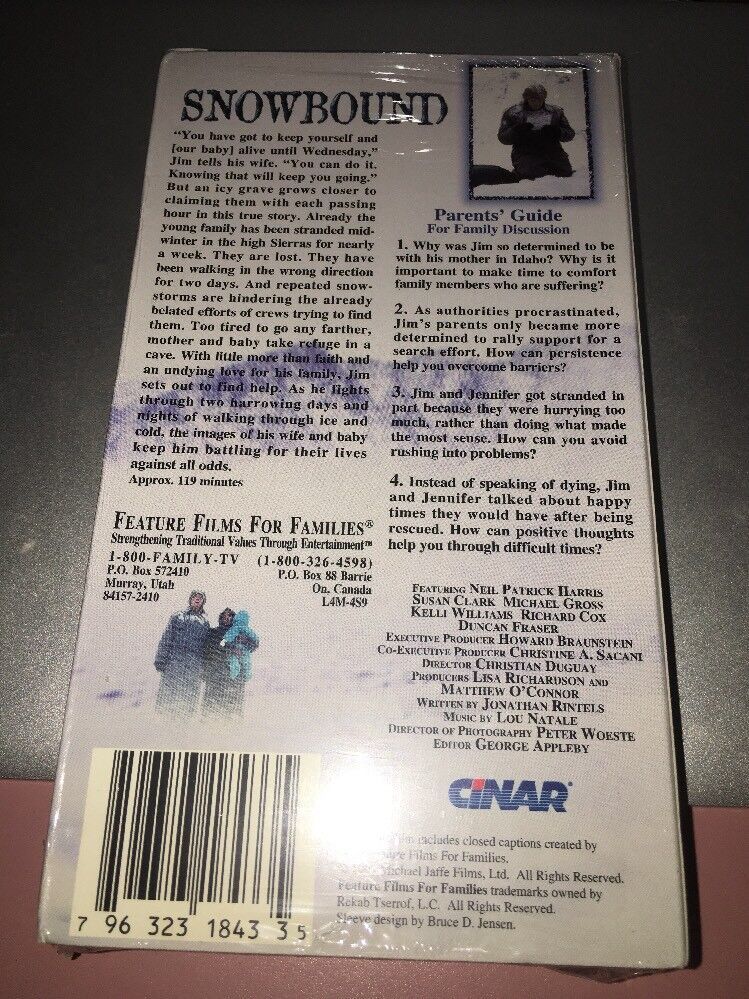 SNOWBOUND
"You have got to keep yourself and
[our baby] alive until Wednesday,"
Jim tells his wife. "You can do it.
Knowing that will keep you going."
But an icy grave grows closer to
claiming them with each passing
hour in this true story. Already the
young family has been stranded mid-
winter in the high Sierras for nearly
a week. They are lost. They have
been walking in the wrong direction
for two days. And repeated snow-
storms are hindering the already
belated efforts of crews trying to find
them. Too tired to go any farther,
mother and baby take refuge in a
cave. With little more than faith and
an undying love for his family, Jim
sets out to find help. As he fights
through two harrowing days and
nights of walking through ice and
cold, the images of his wife and baby
keep him battling for their lives
against all odds.
Approx. 119 minutes
FEATURE FILMS FOR FAMILIES®
Strengthening Traditional Values Through Entertainment™
1-800-FAMILY-TV (1-800-326-4598)
P.O. Box 572410
Murray, Utah
84157-2410
P.O. Box 88 Barrie
On. Canada
L4M-4S9
Parents' Guide
For Family Discussion
1. Why was Jim so determined to be
with his mother in Idaho? Why is it
important to make time to comfort
family members who are suffering?
2. As authorities procrastinated,
Jim's parents only became more
determined to rally support for a
search effort. How can persistence
help you overcome barriers?
3. Jim and Jennifer got stranded in
part because they were hurrying too
much, rather than doing what made
the most sense. How can you avoid
rushing into problems?
4. Instead of speaking of dying, Jim
and Jennifer talked about happy
times they would have after being
rescued. How can positive thoughts
help you through difficult times?
FEATURING NEIL PATRICK HARRIS
SUSAN CLARK MICHAEL GROSS
KELLI WILLIAMS RICHARD COX
DUNCAN FRASER
EXECUTIVE PRODUCER HOWARD BRAUNSTEIN
CO-EXECUTIVE PRODUCER CHRISTINE A. SACANI
DIRECTOR CHRISTIAN DUGUAY
PRODUCERS LISA RICHARDSON AND
MATTHEW O'CONNOR
WRITTEN BY JONATHAN RINTELS
MUSIC BY LOU NATALE
DIRECTOR OF PHOTOGRAPHY PETER WOESTE
EDITOR GEORGE APPLEBY
CINAR®
includes closed captions created by
Films For Families.
Michael Jaffe Films, Ltd. All Rights Reserved.
Feature Films For Families trademarks owned by
Rekab Tserrof, L.C. All Rights Reserved.
Sleeve design by Bruce D. Jensen.
7 96 323 1843 3 5